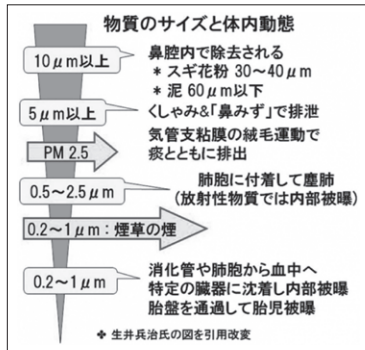 物質のサイズと体内動態
10μm以上
鼻腔内で除去される
* スギ花粉 30～40μm
* 泥 60μm以下
5μm以上
くしゃみ&「鼻みず」で排泄
PM 2.5
気管支粘膜の絨毛運動で
痰とともに排出
0.5～2.5μm
肺胞に付着して塵肺
(放射性物質では内部被曝)
0.2～1μm：煙草の煙
0.2～1μm
消化管や肺胞から血中へ
特定の臓器に沈着し内部被曝
胎盤を通過して胎児被曝
✤ 生井兵治氏の図を引用改変